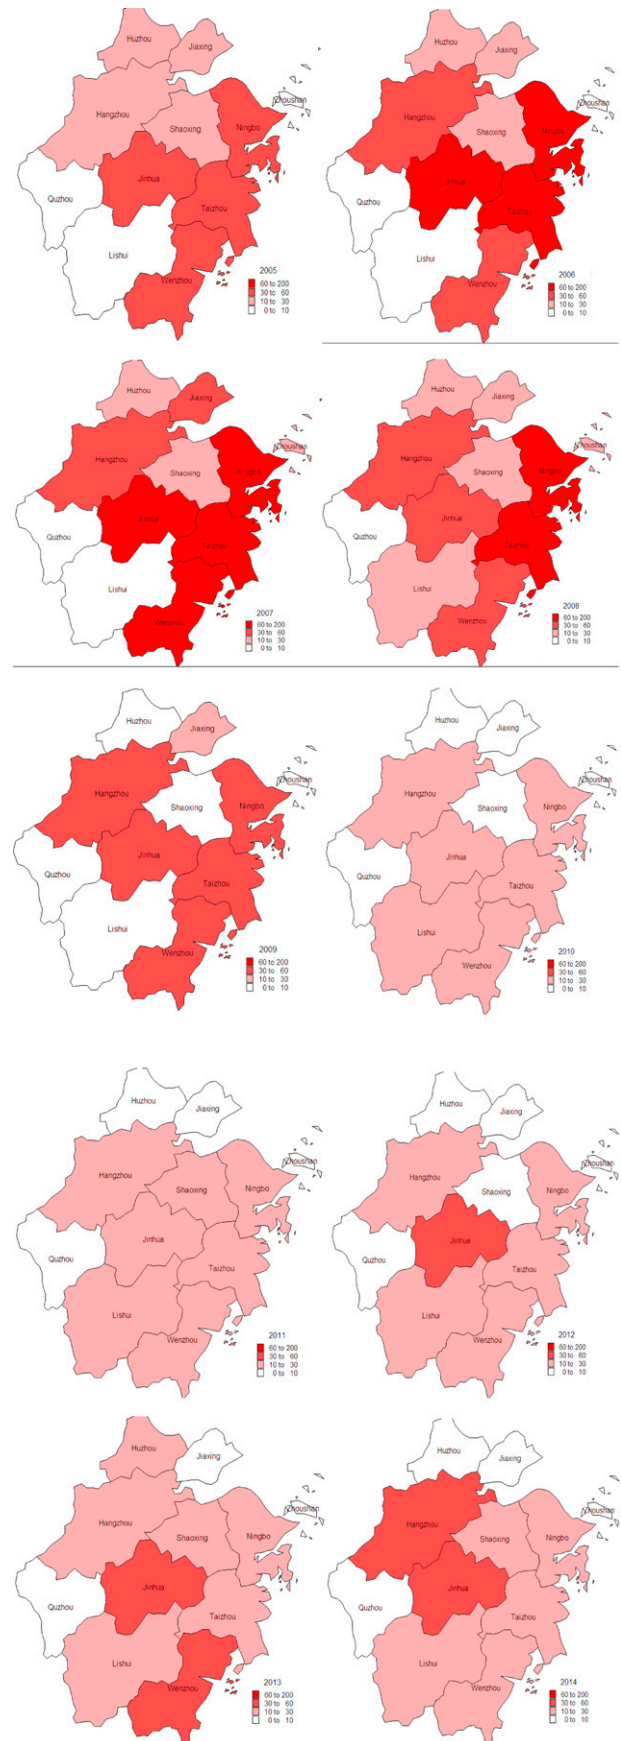 Huzhou
Jiaxing
Zhoushan
Hangzhou
Shaoxing
Ningbo
Jinhua
Quzhou
Taizhou
Lishui
Wenzhou
2005
60 to 200
30 to 60
10 to 30
0 to 10
Huzhou
Jiaxing
Zhoushan
Hangzhou
Shaoxing
Ningbo
Jinhua
Quzhou
Taizhou
Lishui
Wenzhou
2006
60 to 200
30 to 60
10 to 30
0 to 10
Huzhou
Jiaxing
Zhoushan
Hangzhou
Shaoxing
Ningbo
Jinhua
Quzhou
Taizhou
Lishui
Wenzhou
2007
60 to 200
30 to 60
10 to 30
0 to 10
Huzhou
Jiaxing
Zhoushan
Hangzhou
Shaoxing
Ningbo
Jinhua
Quzhou
Taizhou
Lishui
Wenzhou
2008
60 to 200
30 to 60
10 to 30
0 to 10
Huzhou
Jiaxing
Zhoushan
Hangzhou
Shaoxing
Ningbo
Jinhua
Quzhou
Taizhou
Lishui
Wenzhou
2009
60 to 200
30 to 60
10 to 30
0 to 10
Huzhou
Jiaxing
Zhoushan
Hangzhou
Shaoxing
Ningbo
Jinhua
Quzhou
Taizhou
Lishui
Wenzhou
2010
60 to 200
30 to 60
10 to 30
0 to 10
Huzhou
Jiaxing
Zhoushan
Hangzhou
Shaoxing
Ningbo
Jinhua
Quzhou
Taizhou
Lishui
Wenzhou
2011
60 to 200
30 to 60
10 to 30
0 to 10
Huzhou
Jiaxing
Zhoushan
Hangzhou
Shaoxing
Ningbo
Jinhua
Quzhou
Taizhou
Lishui
Wenzhou
2012
60 to 200
30 to 60
10 to 30
0 to 10
Huzhou
Jiaxing
Zhoushan
Hangzhou
Shaoxing
Ningbo
Jinhua
Quzhou
Taizhou
Lishui
Wenzhou
2013
60 to 200
30 to 60
10 to 30
0 to 10
Huzhou
Jiaxing
Zhoushan
Hangzhou
Shaoxing
Ningbo
Jinhua
Quzhou
Taizhou
Lishui
Wenzhou
2014
60 to 200
30 to 60
10 to 30
0 to 10